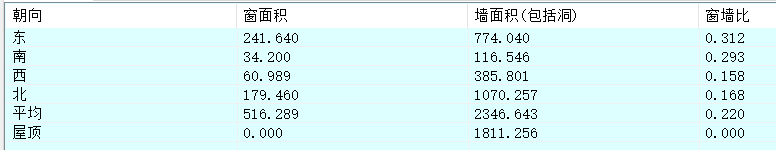 朝向 窗面积 墙面积(包括洞) 窗墙比
东 241.640 774.040 0.312
南 34.200 116.546 0.293
西 60.989 385.801 0.158
北 179.460 1070.257 0.168
平均 516.289 2346.643 0.220
屋顶 0.000 1811.256 0.000